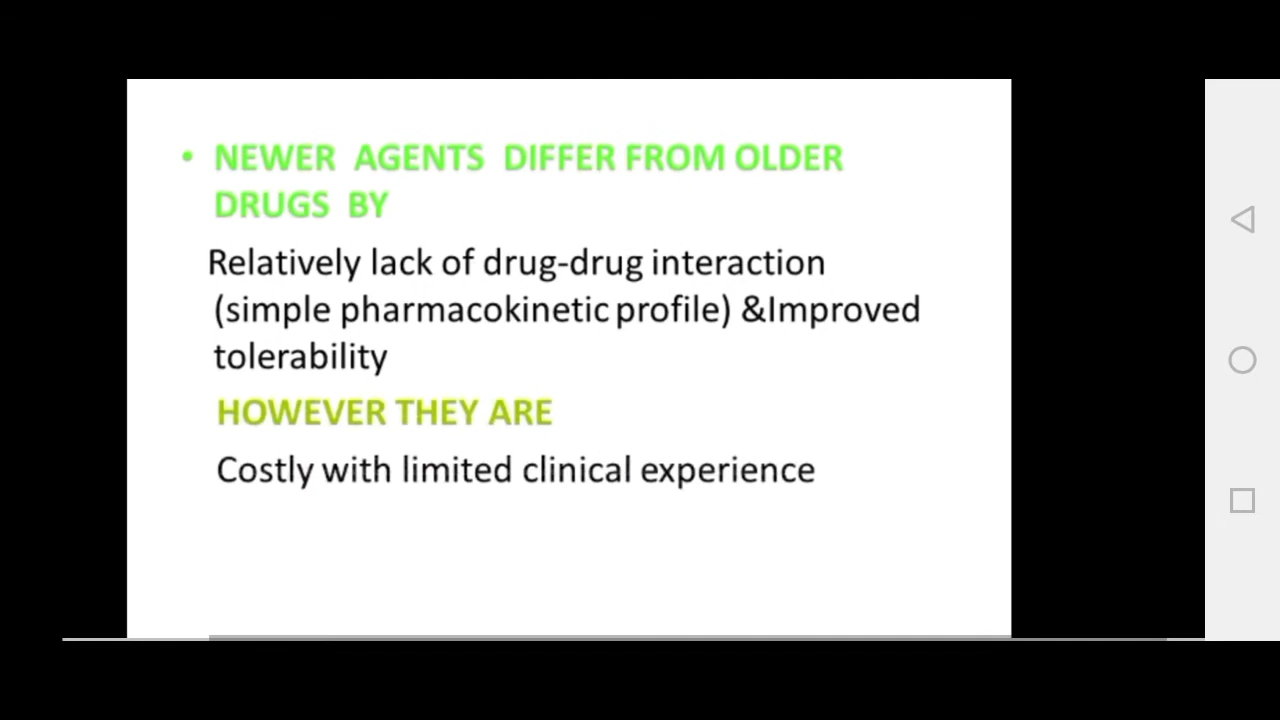 • NEWER AGENTS DIFFER FROM OLDER
DRUGS BY
Relatively lack of drug-drug interaction
(simple pharmacokinetic profile) &Improved
tolerability
HOWEVER THEY ARE
Costly with limited clinical experience